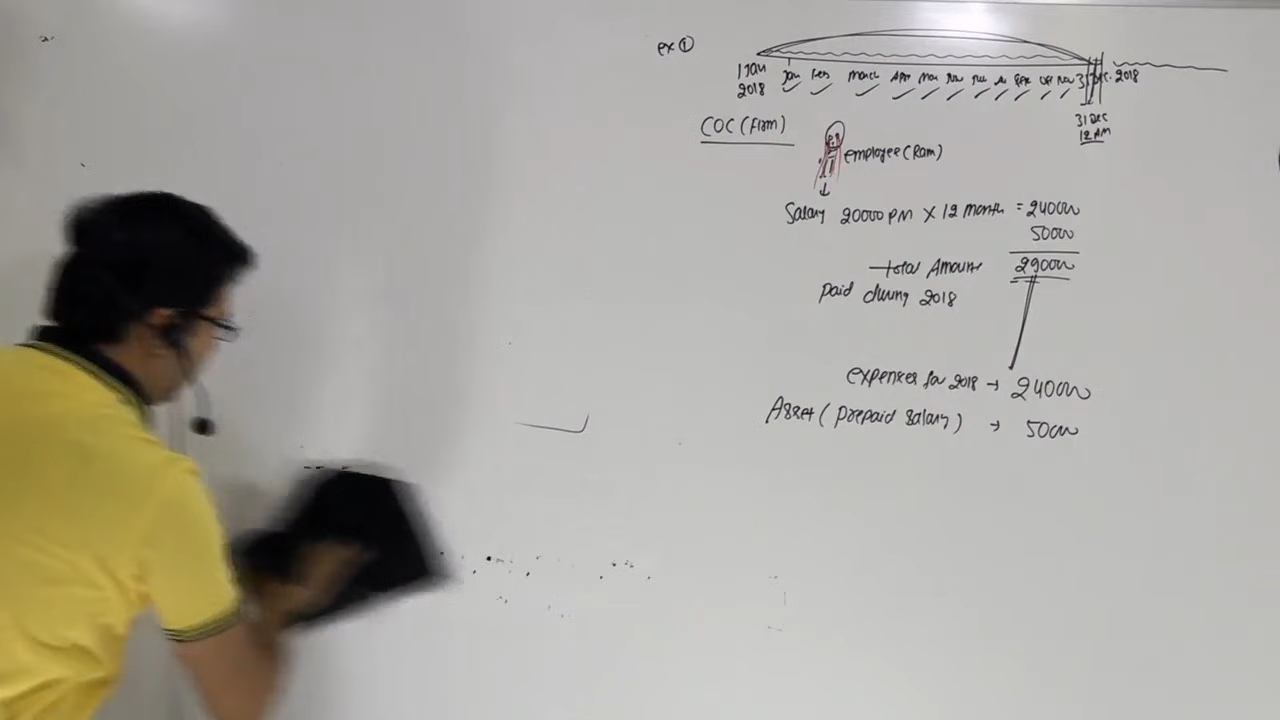 ex ①
1 Jan 2018 Jan Feb March Apr May Jun Jul Sep Oct Nov 31 Dec. 2018
31 Dec
12 AM
COC (Firm)
employee (Ram)
Salary 20000 PM X 12 month = 240000
50000
Total Amount 290000
paid during 2018
expenses for 2018 → 240000
Asset (prepaid salary) → 50000